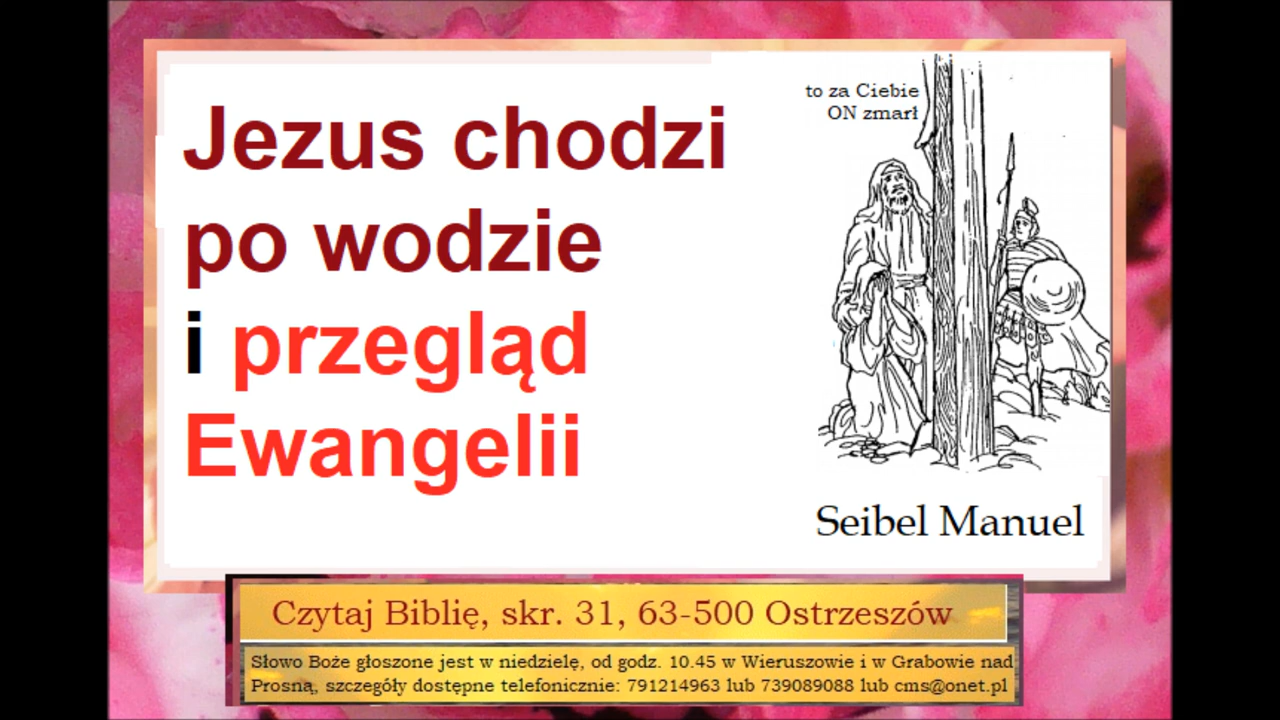 Jezus chodzi
po wodzie
i przegląd
Ewangelii
to za Ciebie
ON zmarł
Seibel Manuel
Czytaj Biblię, skr. 31, 63-500 Ostrzeszów
Słowo Boże głoszone jest w niedzielę, od godz. 10.45 w Wieruszowie i w Grabowie nad
Prosną, szczegóły dostępne telefonicznie: 791214963 lub 739089088 lub cms@onet.pl